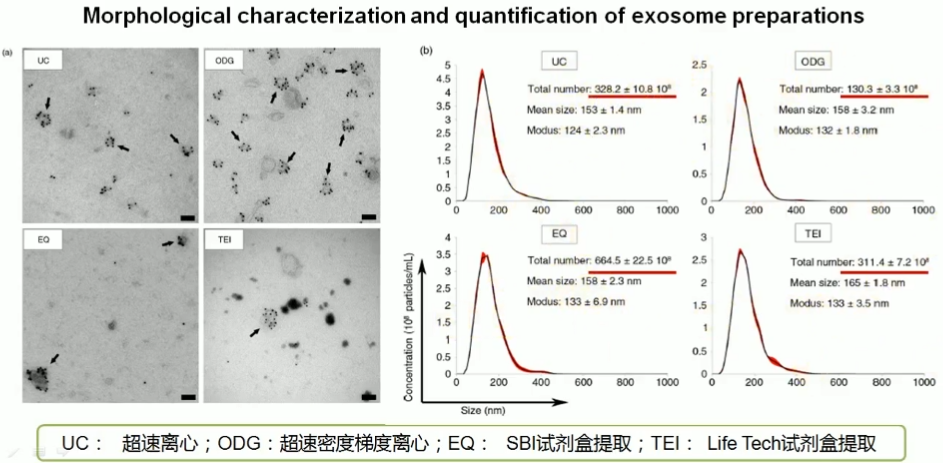 Morphological characterization and quantification of exosome preparations
(a)
UC
ODG
EQ
TEI
(b)
UC
Total number: 328.2 ± 10.8 10⁸
Mean size: 153 ± 1.4 nm
Modus: 124 ± 2.3 nm
5
4.5
4
3.5
3
2.5
2
1.5
1
0.5
0
0 200 400 600 800 1000
ODG
Total number: 130.3 ± 3.3 10⁸
Mean size: 158 ± 3.2 nm
Modus: 132 ± 1.8 nm
2.5
2
1.5
1
0.5
0
0 200 400 600 800 1000
EQ
Total number: 664.5 ± 22.5 10⁸
Mean size: 158 ± 2.3 nm
Modus: 133 ± 6.9 nm
4
3.5
3
2.5
2
1.5
1
0.5
0
0 200 400 600 800 1000
TEI
Total number: 311.4 ± 7.2 10⁸
Mean size: 165 ± 1.8 nm
Modus: 133 ± 3.5 nm
3
2.5
2
1.5
1
0.5
0
0 200 400 600 800 1000
Concentration (10⁸ particles/mL)
Size (nm)
UC： 超速离心；ODG：超速密度梯度离心；EQ： SBI试剂盒提取；TEI： Life Tech试剂盒提取